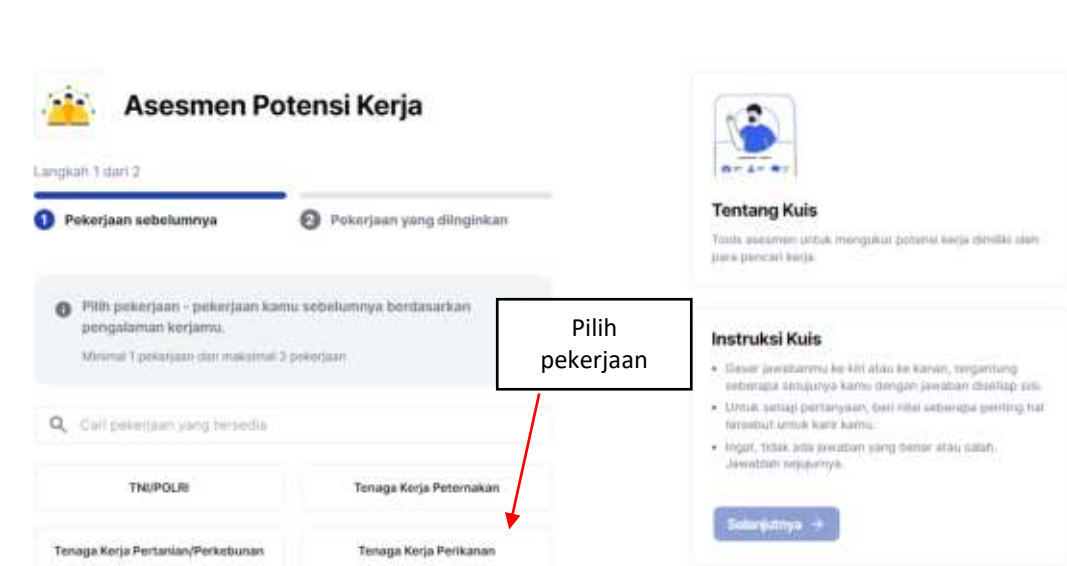 Asesmen Potensi Kerja
Langkah 1 dari 2
1 Pekerjaan sebelumnya
2 Pekerjaan yang diinginkan
Pilih pekerjaan - pekerjaan kamu sebelumnya berdasarkan
pengalaman kerjamu.
Minimal 1 pekerjaan dan maksimal 3 pekerjaan
Pilih
pekerjaan
Cari pekerjaan yang tersedia
TNI/POLRI
Tenaga Kerja Peternakan
Tenaga Kerja Pertanian/Perkebunan
Tenaga Kerja Perikanan
Tentang Kuis
Tools asesmen untuk mengukur potensi kerja dimiliki oleh
para pencari kerja.
Instruksi Kuis
• Geser jawabanmu ke kiri atau ke kanan, tergantung
seberapa setujunya kamu dengan jawaban disetiap sisi.
• Untuk setiap pertanyaan, beri nilai seberapa penting hal
tersebut untuk karir kamu.
• Ingat, tidak ada jawaban yang benar atau salah.
Jawablah sejujurnya.
Selanjutnya →